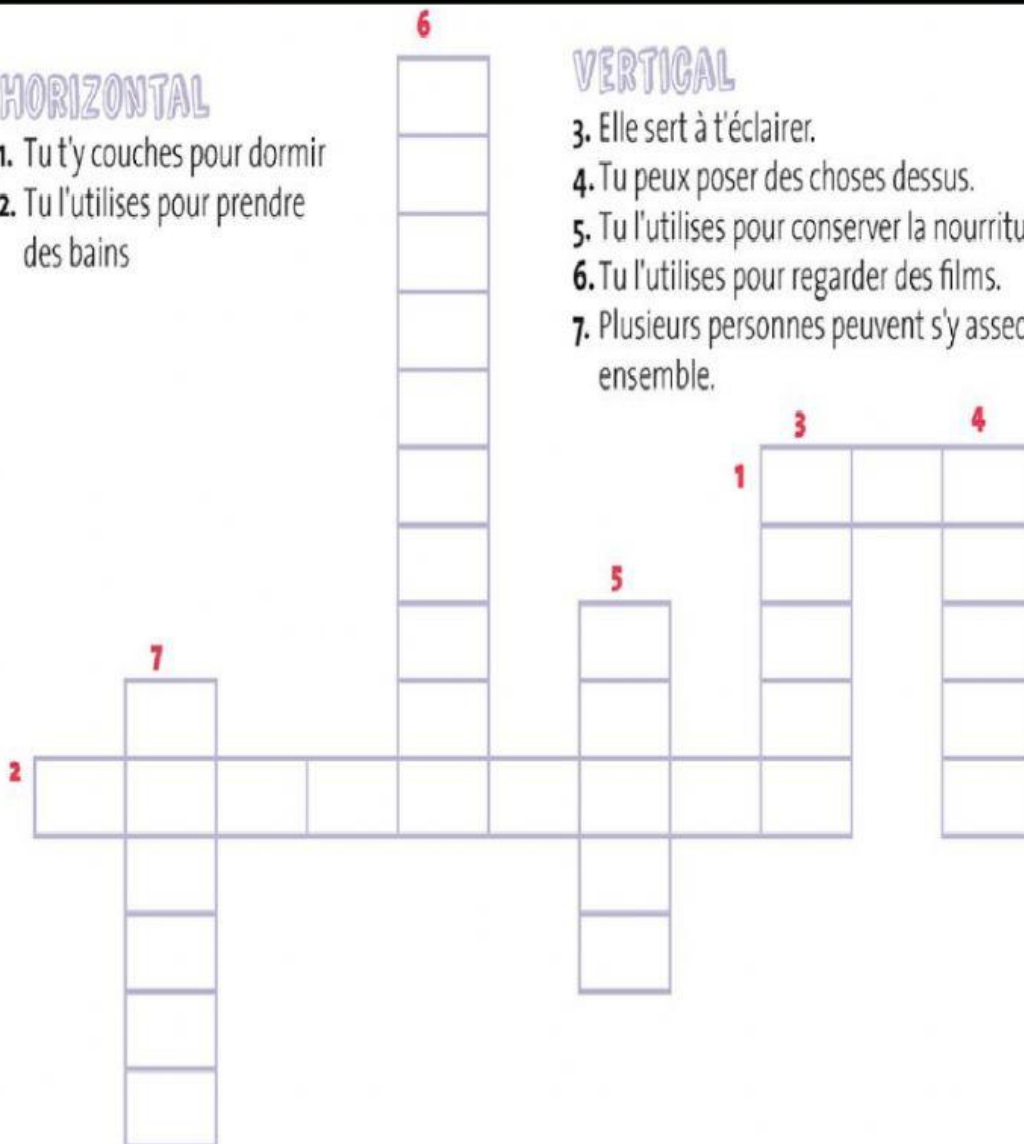 HORIZONTAL
1. Tu t'y couches pour dormir
2. Tu l'utilises pour prendre
des bains
VERTICAL
3. Elle sert à t'éclairer.
4. Tu peux poser des choses dessus.
5. Tu l'utilises pour conserver la
6. Tu l'utilises pour regarder des films.
7. Plusieurs personnes peuvent s'y
ensemble.
6
3
4
1
5
7
2